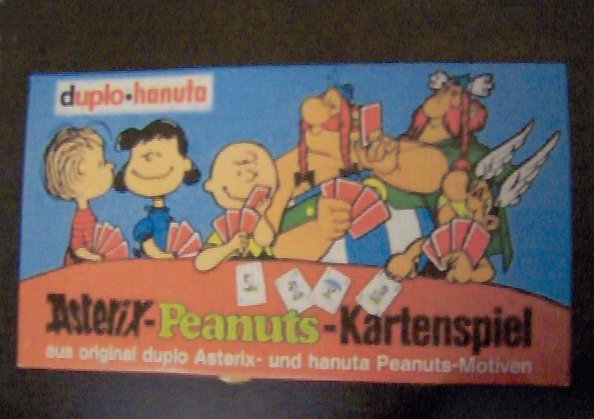 duplo•hanuta
Asterix-Peanuts-Kartenspiel
aus original duplo Asterix- und hanuta Peanuts-Motiven